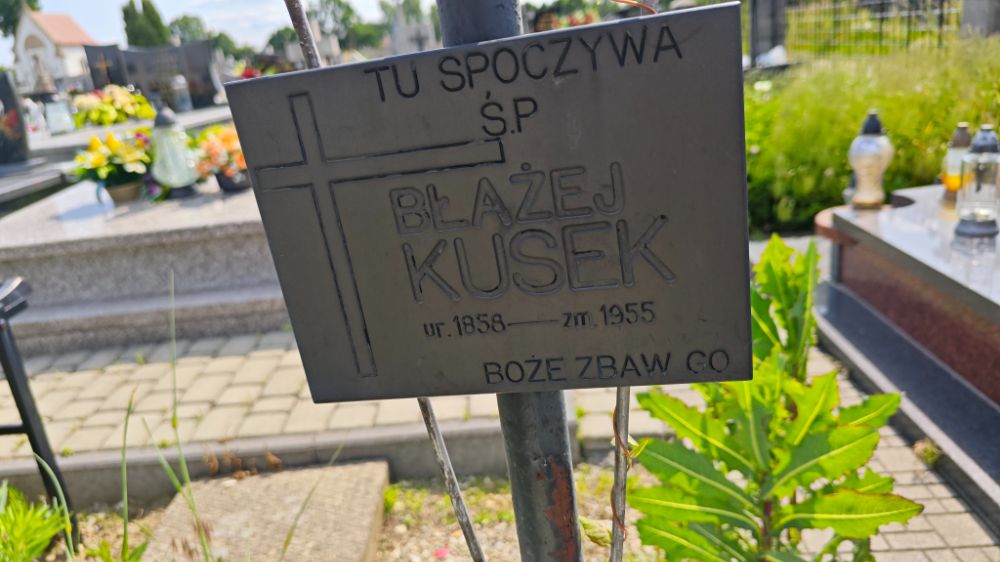 TU SPOCZYWA
Ś.P
BŁAŻEJ
KUSEK
ur. 1858 — zm. 1955
BOŻE ZBAW GO